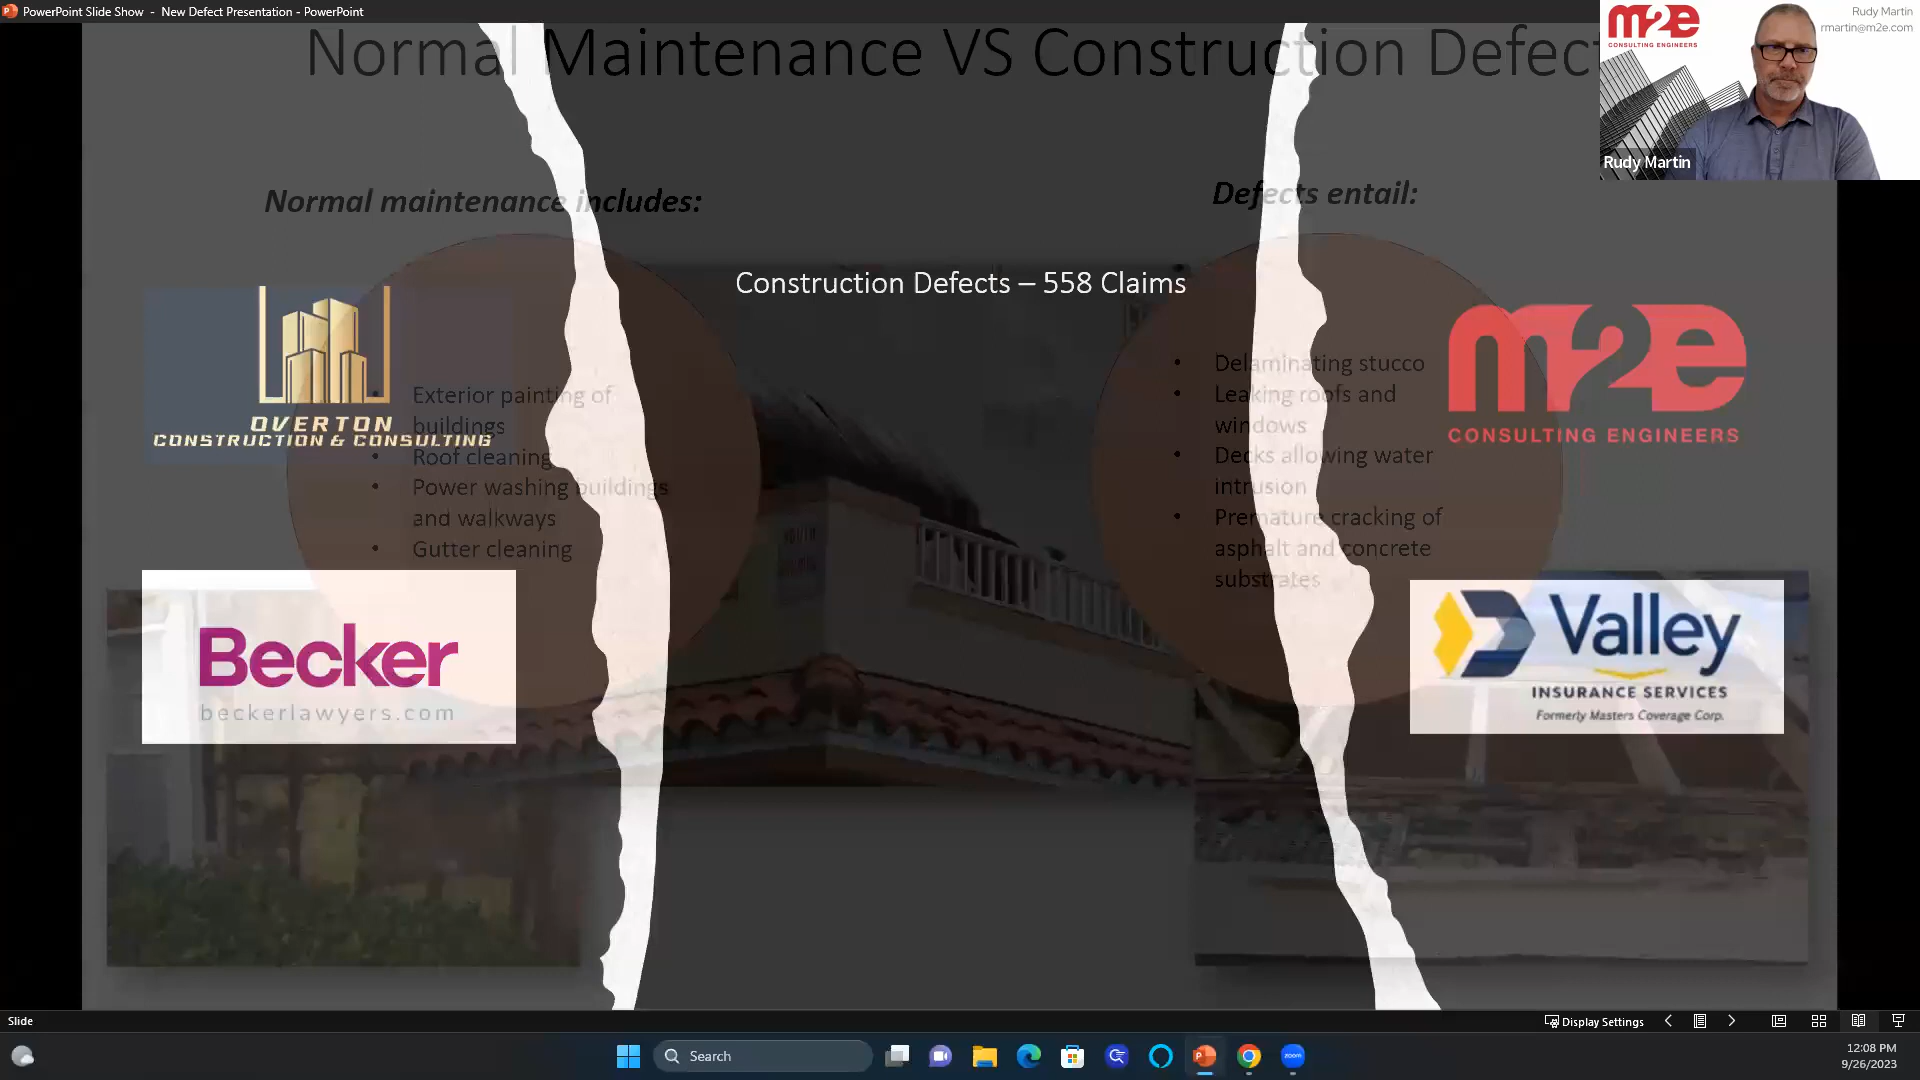 PowerPoint Slide Show - New Defect Presentation - PowerPoint
m2e
CONSULTING ENGINEERS
Rudy Martin
rmartin@m2e.com
Rudy Martin
Normal Maintenance VS Construction Defect
Normal maintenance includes:
Defects entail:
Construction Defects – 558 Claims
OVERTON
CONSTRUCTION & CONSULTING
• Exterior painting of
buildings
• Roof cleaning
• Power washing buildings
and walkways
• Gutter cleaning
• Delaminating stucco
• Leaking roofs and
windows
• Decks allowing water
intrusion
• Premature cracking of
asphalt and concrete
substrates
m2e
CONSULTING ENGINEERS
Becker
beckerlawyers.com
Valley
INSURANCE SERVICES
Formerly Masters Coverage Corp.
Slide
Display Settings
Search
zoom
12:08 PM
9/26/2023